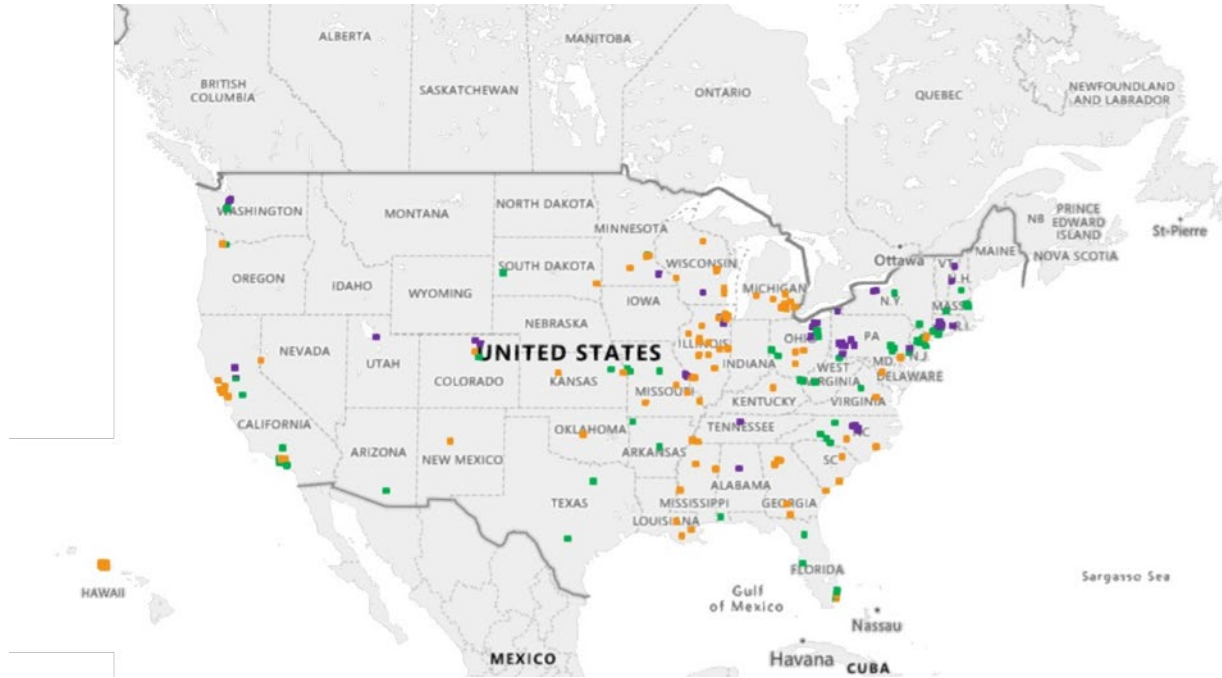 ALBERTA
MANITOBA
BRITISH
COLUMBIA
SASKATCHEWAN
ONTARIO
QUEBEC
NEWFOUNDLAND
AND LABRADOR
WASHINGTON
MONTANA
NORTH DAKOTA
MINNESOTA
NB
PRINCE
EDWARD
ISLAND
St-Pierre
Ottawa
MAINE
NOVA SCOTIA
VT.
N.H.
OREGON
IDAHO
WYOMING
SOUTH DAKOTA
WISCONSIN
MICHIGAN
N.Y.
MASS
R.I.
IOWA
NEBRASKA
NEVADA
UTAH
UNITED STATES
ILLINOIS
INDIANA
OHIO
PA
MD.
N.J.
DELAWARE
COLORADO
KANSAS
MISSOURI
WEST
VIRGINIA
KENTUCKY
VIRGINIA
CALIFORNIA
ARIZONA
NEW MEXICO
OKLAHOMA
ARKANSAS
TENNESSEE
NC
SC
TEXAS
LOUISIANA
MISSISSIPPI
ALABAMA
GEORGIA
FLORIDA
HAWAII
Gulf
of Mexico
Sargasso Sea
Nassau
MEXICO
Havana
CUBA